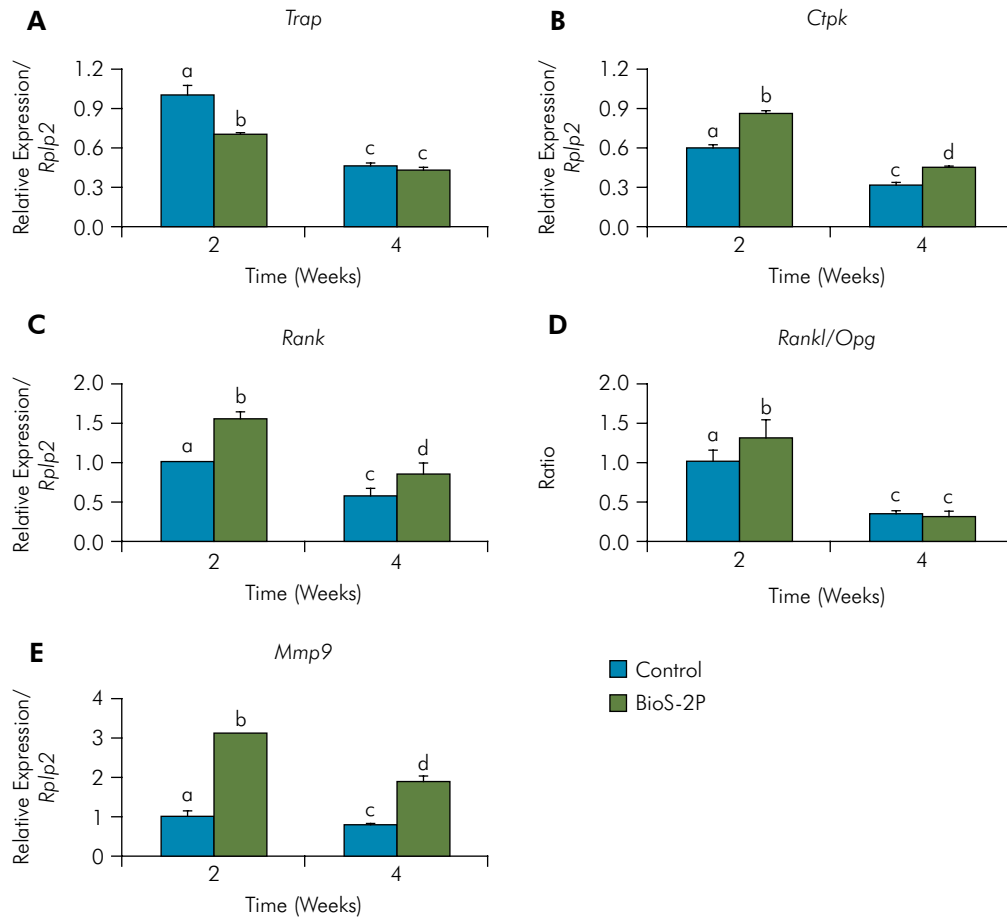 A
Trap
Relative Expression/
Rplp2
1.2
0.9
0.6
0.3
0.0
a
b
c
c
2
4
Time (Weeks)
B
Ctpk
Relative Expression/
Rplp2
1.2
0.9
0.6
0.3
0.0
a
b
c
d
2
4
Time (Weeks)
C
Rank
Relative Expression/
Rplp2
2.0
1.5
1.0
0.5
0.0
a
b
c
d
2
4
Time (Weeks)
D
Rankl/Opg
Ratio
2.0
1.5
1.0
0.5
0.0
a
b
c
c
2
4
Time (Weeks)
E
Mmp9
Relative Expression/
Rplp2
4
3
2
1
0
a
b
c
d
2
4
Time (Weeks)
Control
BioS-2P